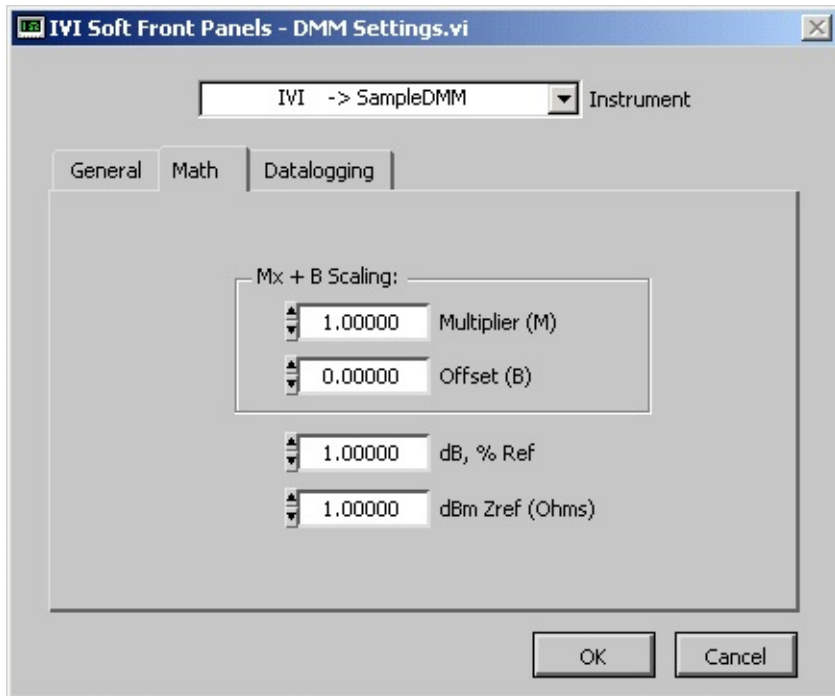 IVI Soft Front Panels - DMM Settings.vi
IVI -> SampleDMM Instrument
General Math Datalogging
Mx + B Scaling:
1.00000 Multiplier (M)
0.00000 Offset (B)
1.00000 dB, % Ref
1.00000 dBm Zref (Ohms)
OK Cancel